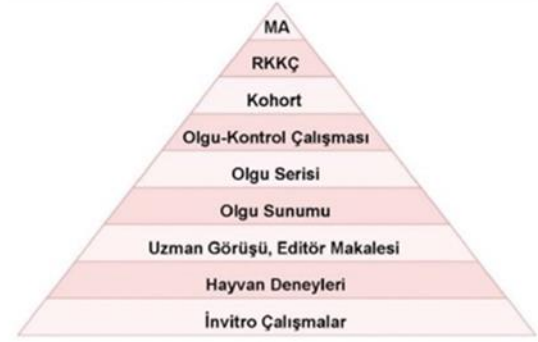 MA
RKKÇ
Kohort
Olgu-Kontrol Çalışması
Olgu Serisi
Olgu Sunumu
Uzman Görüşü, Editör Makalesi
Hayvan Deneyleri
İnvitro Çalışmalar